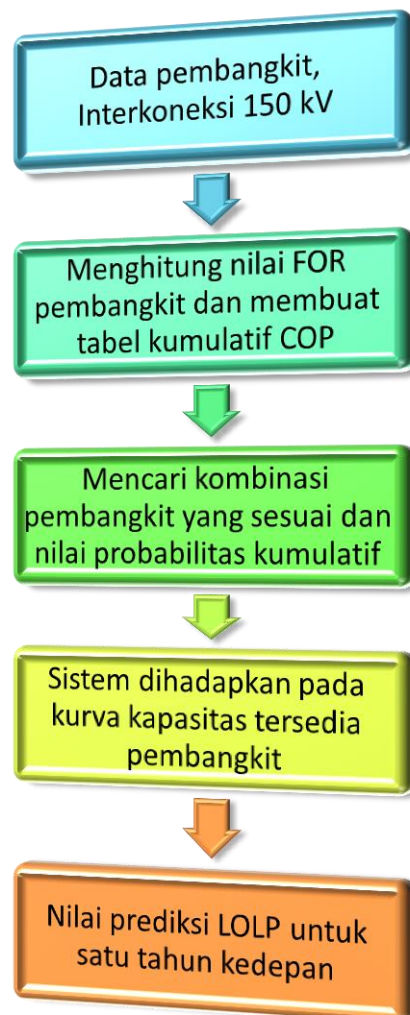 Data pembangkit,
Interkoneksi 150 kV
Menghitung nilai FOR
pembangkit dan membuat
tabel kumulatif COP
Mencari kombinasi
pembangkit yang sesuai dan
nilai probabilitas kumulatif
Sistem dihadapkan pada
kurva kapasitas tersedia
pembangkit
Nilai prediksi LOLP untuk
satu tahun kedepan